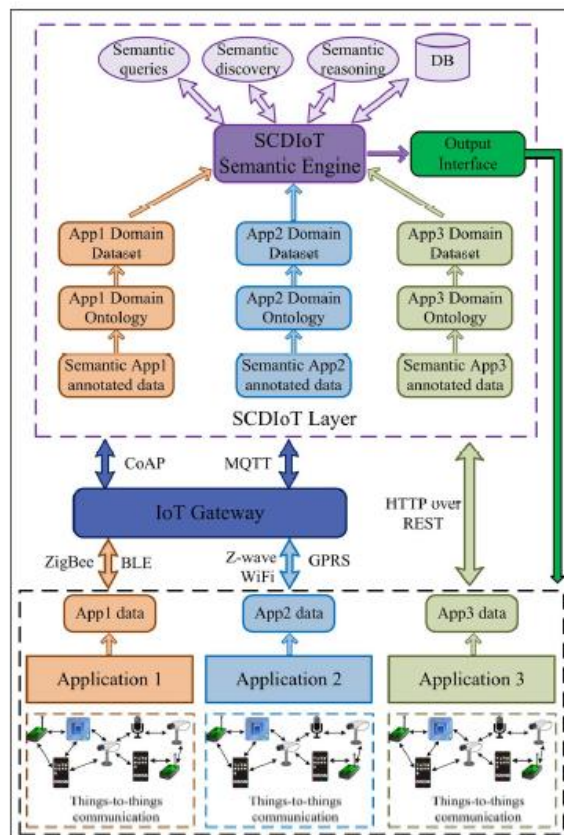 Semantic
queries
Semantic
discovery
Semantic
reasoning
DB
SCDIoT
Semantic Engine
Output
Interface
App1 Domain
Dataset
App2 Domain
Dataset
App3 Domain
Dataset
App1 Domain
Ontology
App2 Domain
Ontology
App3 Domain
Ontology
Semantic App1
annotated data
Semantic App2
annotated data
Semantic App3
annotated data
SCDIoT Layer
CoAP
MQTT
HTTP over
REST
IoT Gateway
ZigBee
BLE
Z-wave
WiFi
GPRS
App1 data
App2 data
App3 data
Application 1
Application 2
Application 3
Things-to-things
communication
Things-to-things
communication
Things-to-things
communication